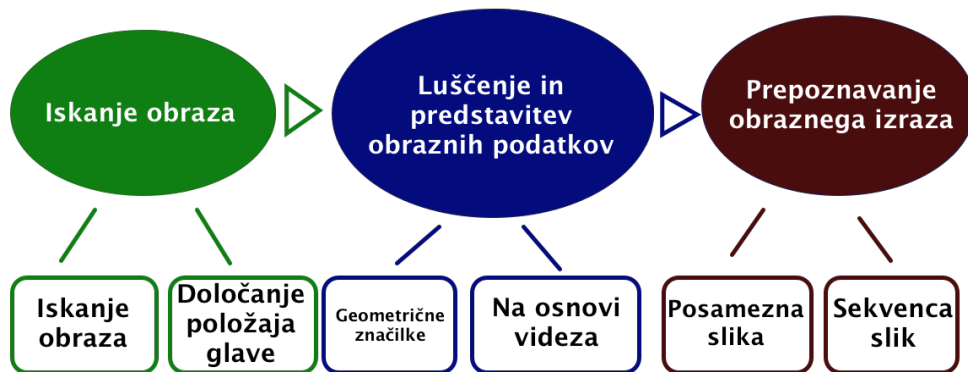 Iskanje obraza
Luščenje in
predstavitev
obraznih podatkov
Prepoznavanje
obraznega izraza
Iskanje
obraza
Določanje
položaja
glave
Geometrične
značilke
Na osnovi
videza
Posamezna
slika
Sekvenca
slik